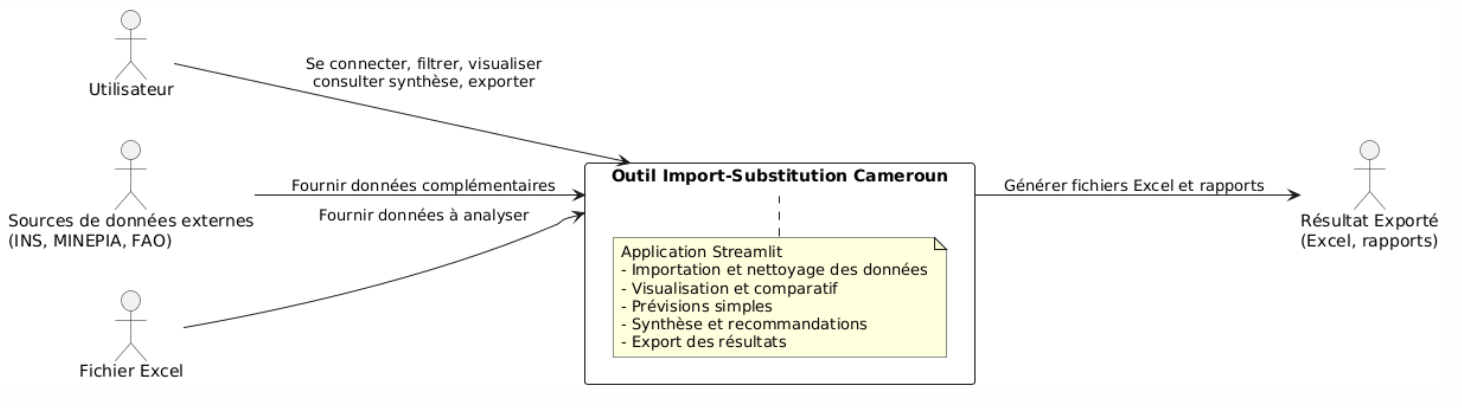 Utilisateur
Se connecter, filtrer, visualiser
consulter synthèse, exporter
Sources de données externes
(INS, MINEPIA, FAO)
Fournir données complémentaires
Fournir données à analyser
Fichier Excel
Outil Import-Substitution Cameroun
Application Streamlit
- Importation et nettoyage des données
- Visualisation et comparatif
- Prévisions simples
- Synthèse et recommandations
- Export des résultats
Générer fichiers Excel et rapports
Résultat Exporté
(Excel, rapports)